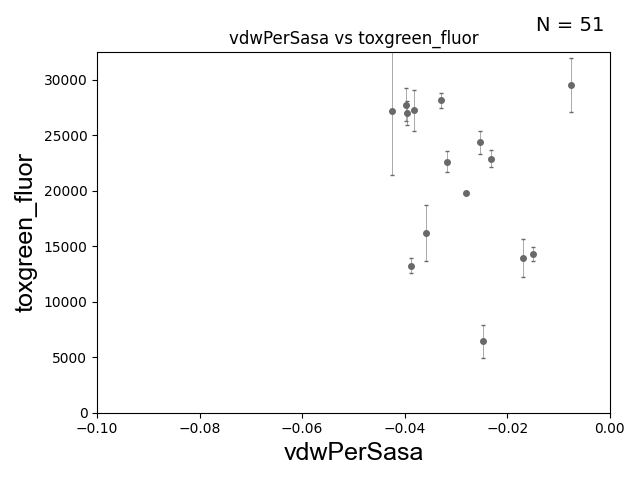 N = 51
vdwPerSasa vs toxgreen_fluor
30000
25000
20000
15000
10000
5000
0
toxgreen_fluor
−0.10 −0.08 −0.06 −0.04 −0.02 0.00
vdwPerSasa